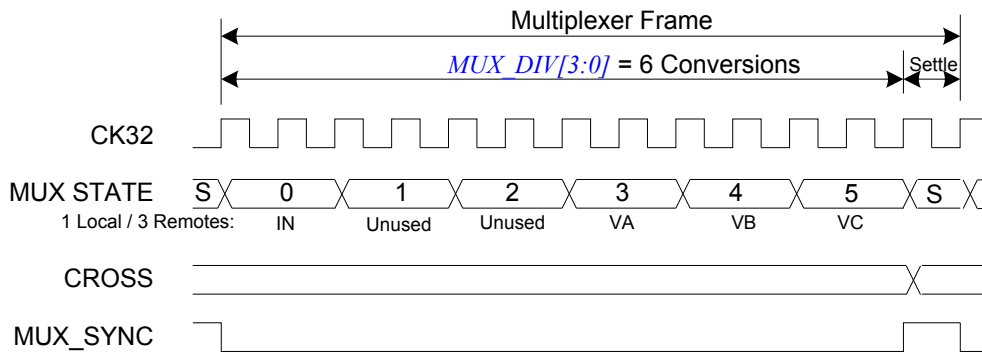 Multiplexer Frame
MUX_DIV[3:0] = 6 Conversions Settle
CK32
MUX STATE S 0 1 2 3 4 5 S
1 Local / 3 Remotes: IN Unused Unused VA VB VC
CROSS
MUX_SYNC